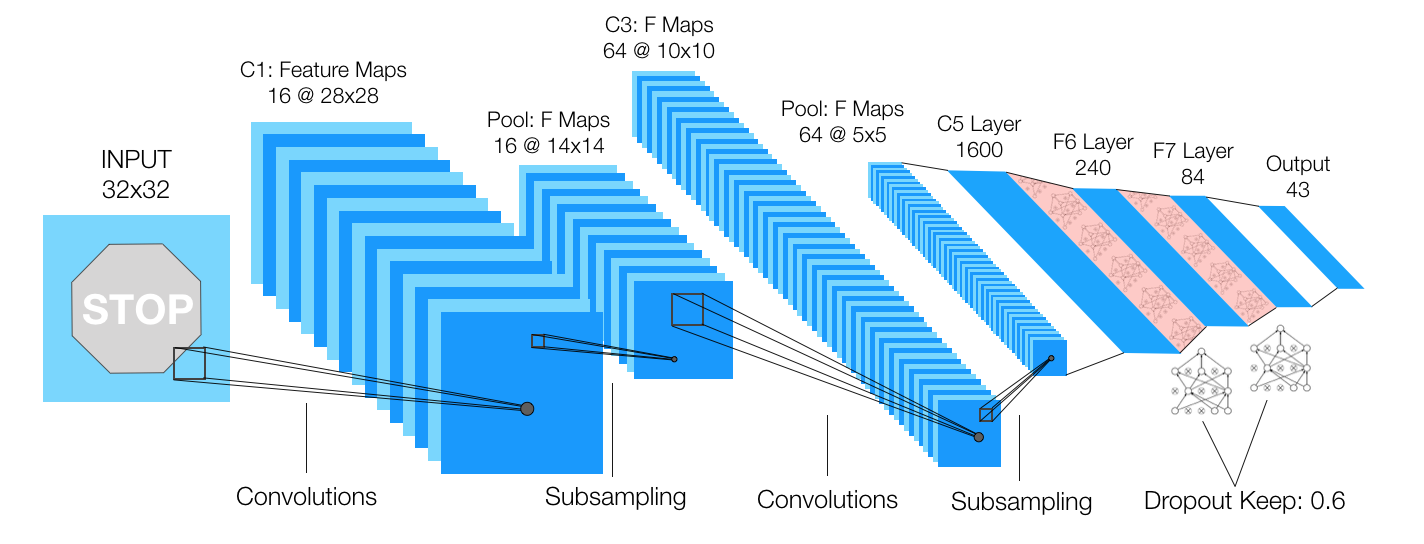 INPUT
32x32
STOP
C1: Feature Maps
16 @ 28x28
Pool: F Maps
16 @ 14x14
C3: F Maps
64 @ 10x10
Pool: F Maps
64 @ 5x5
C5 Layer
1600
F6 Layer
240
F7 Layer
84
Output
43
Convolutions
Subsampling
Convolutions
Subsampling
Dropout Keep: 0.6